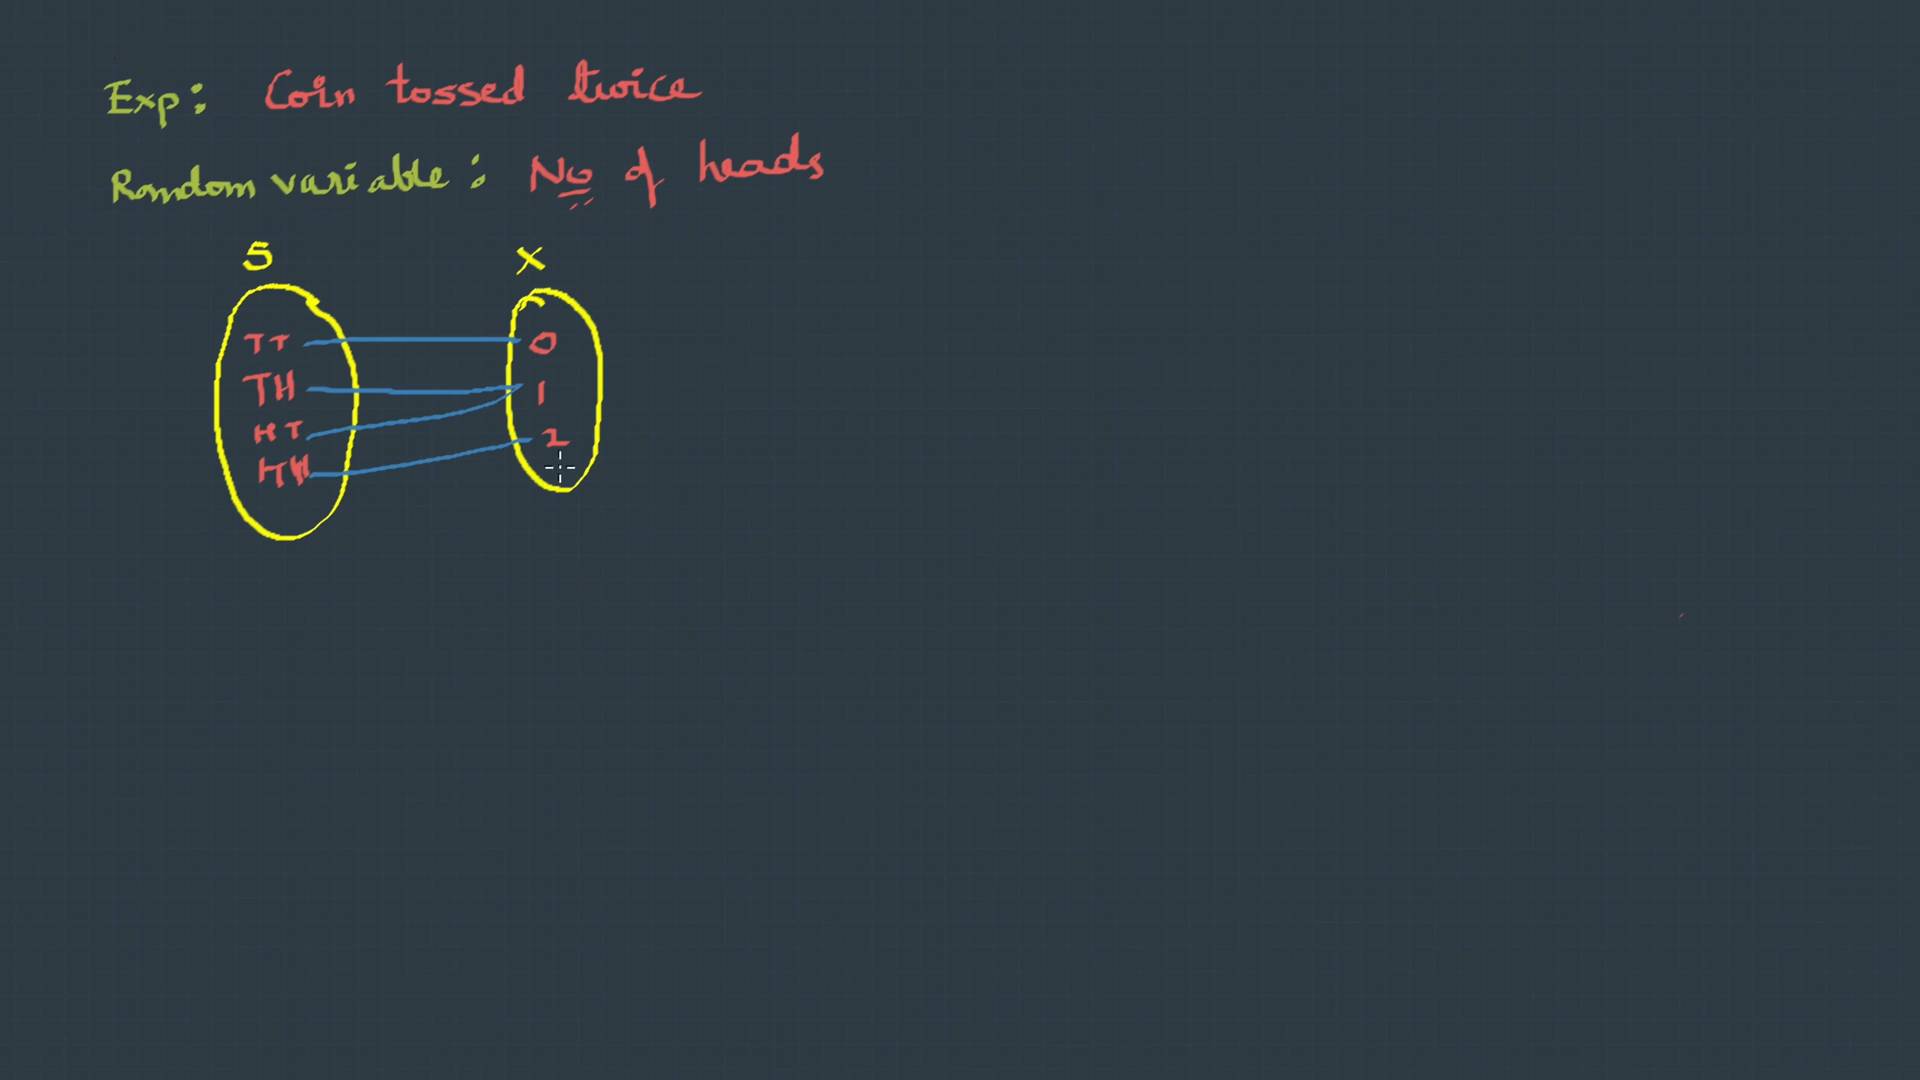 Exp: Coin tossed twice
Random variable: No of heads
S X
TT 0
TH 1
HT 2
HH